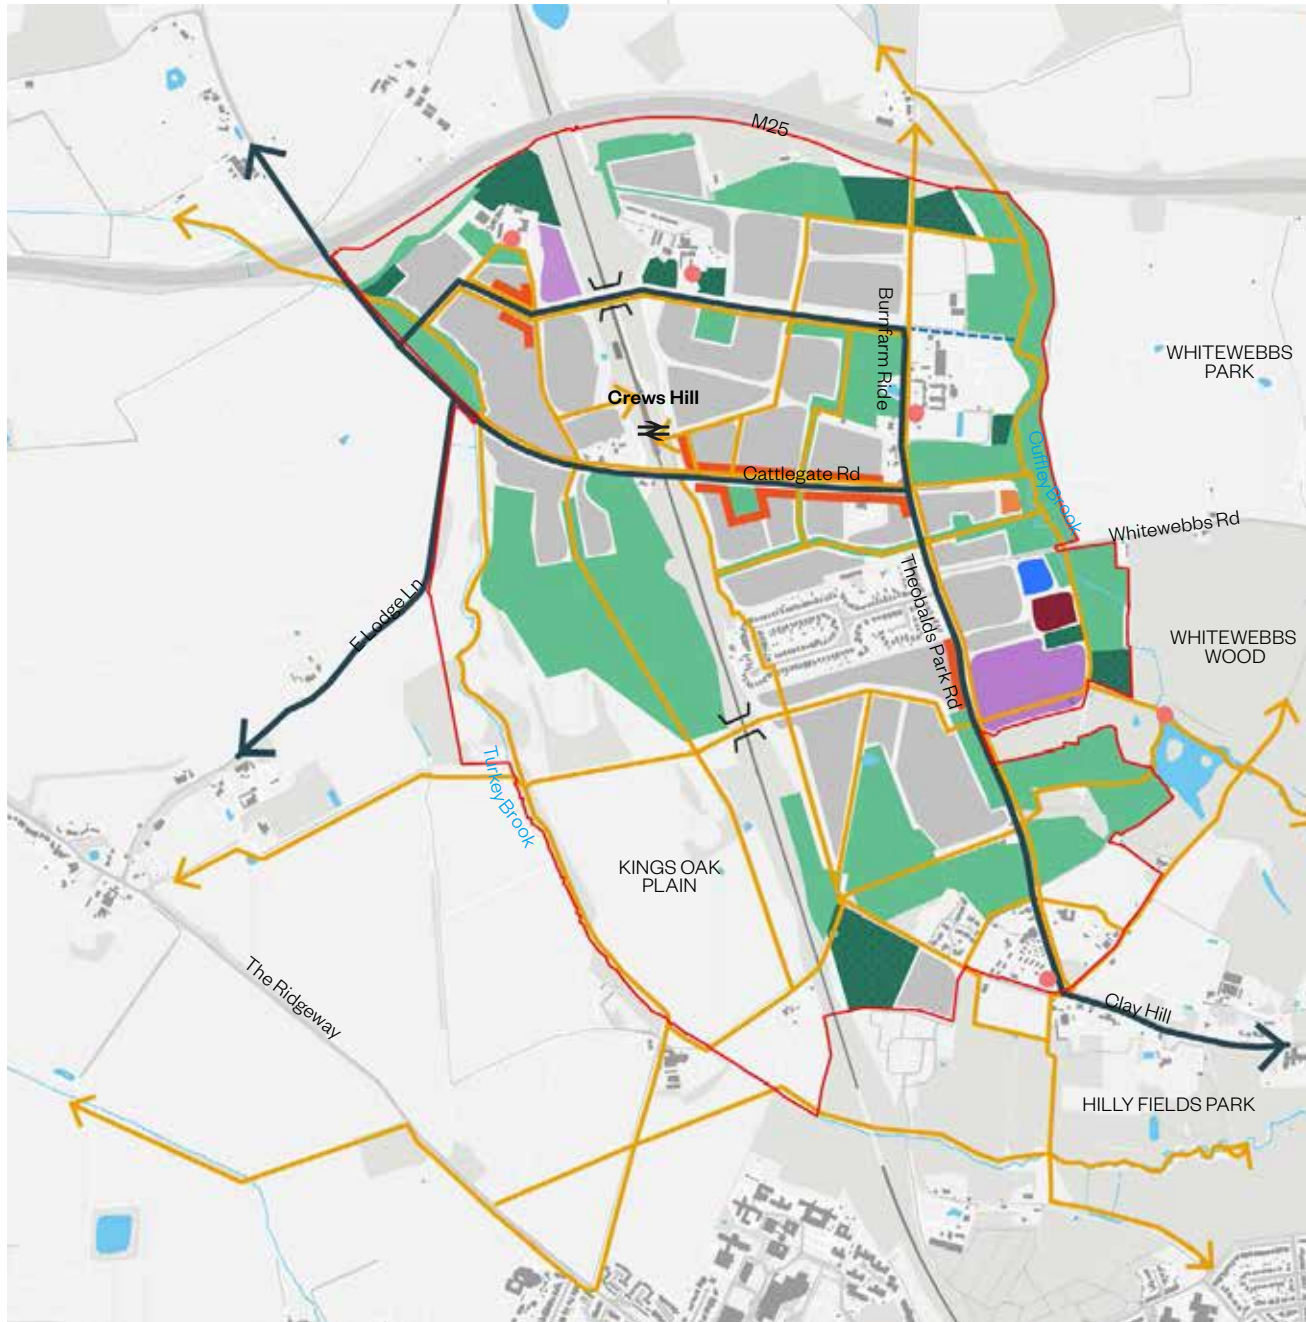 M25
Burnfarm Ride
WHITEWEBBS
PARK
Crews Hill
Cuffley Brook
Cattlegate Rd
Whitewebbs Rd
Theobalds Park Rd
E Lodge Ln
WHITEWEBBS
WOOD
Turkey Brook
KINGS OAK
PLAIN
The Ridgeway
Clay Hill
HILLY FIELDS PARK